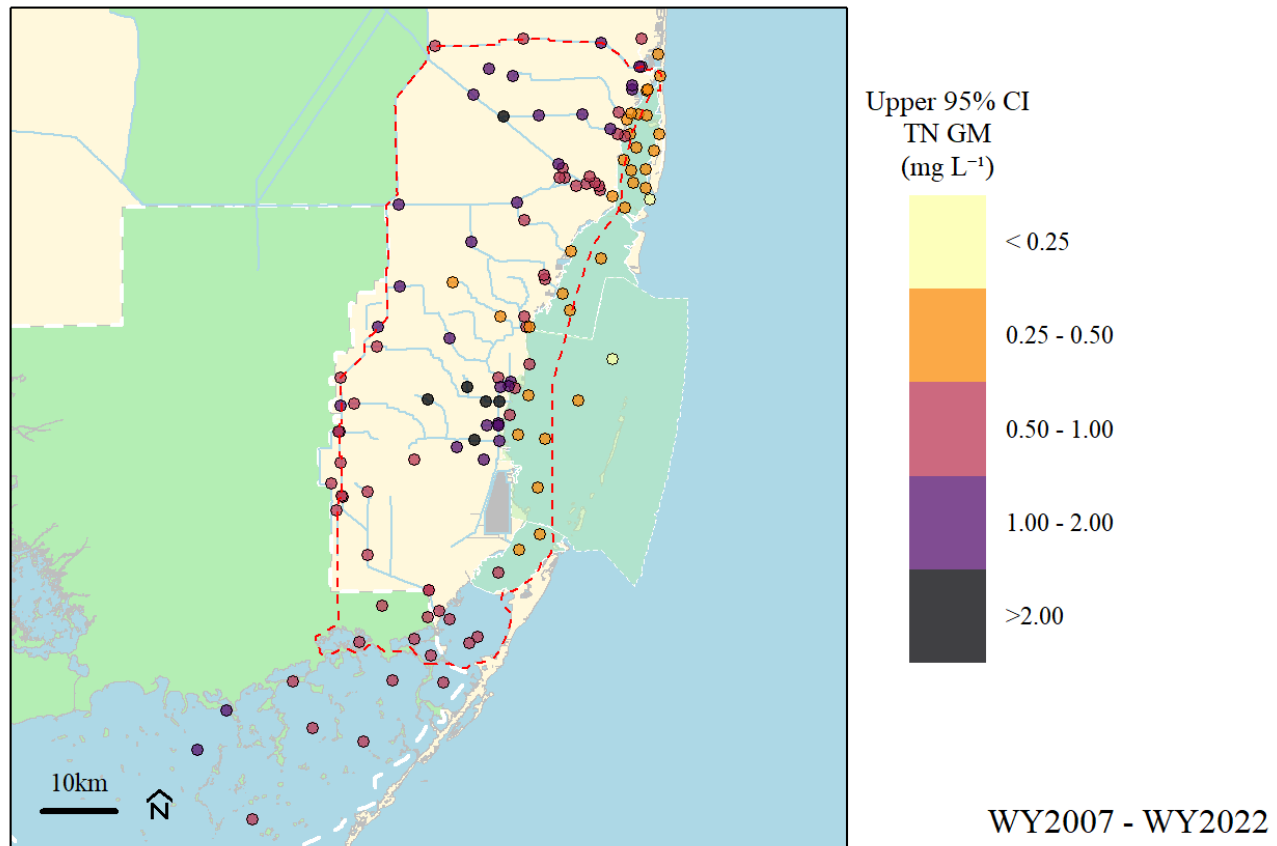 Upper 95% CI
TN GM
(mg L⁻¹)
< 0.25
0.25 - 0.50
0.50 - 1.00
1.00 - 2.00
>2.00
10km
N
WY2007 - WY2022